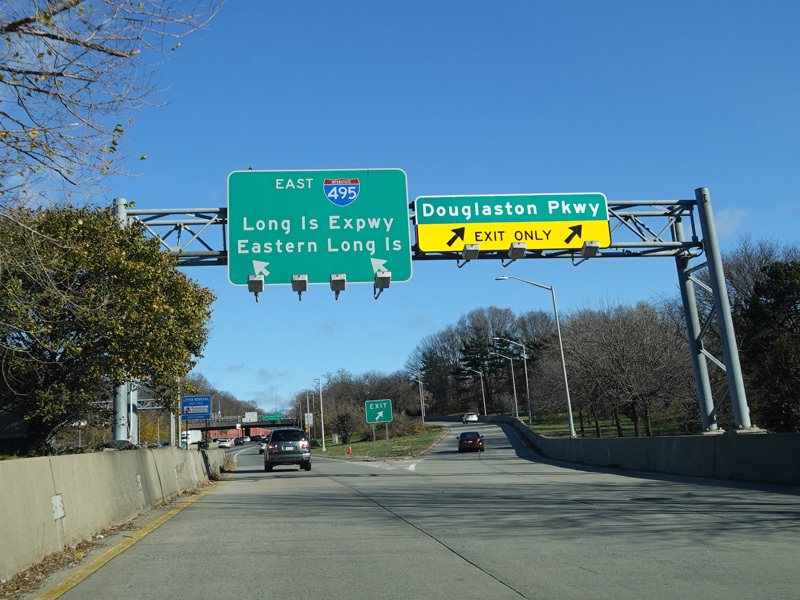 EAST
INTERSTATE
495
Long Is Expwy
Eastern Long Is
Douglaston Pkwy
EXIT ONLY
EXIT